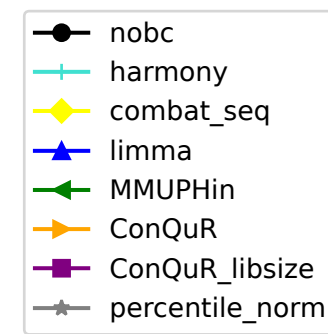 nobc
harmony
combat_seq
limma
MMUPHin
ConQuR
ConQuR_libsize
percentile_norm